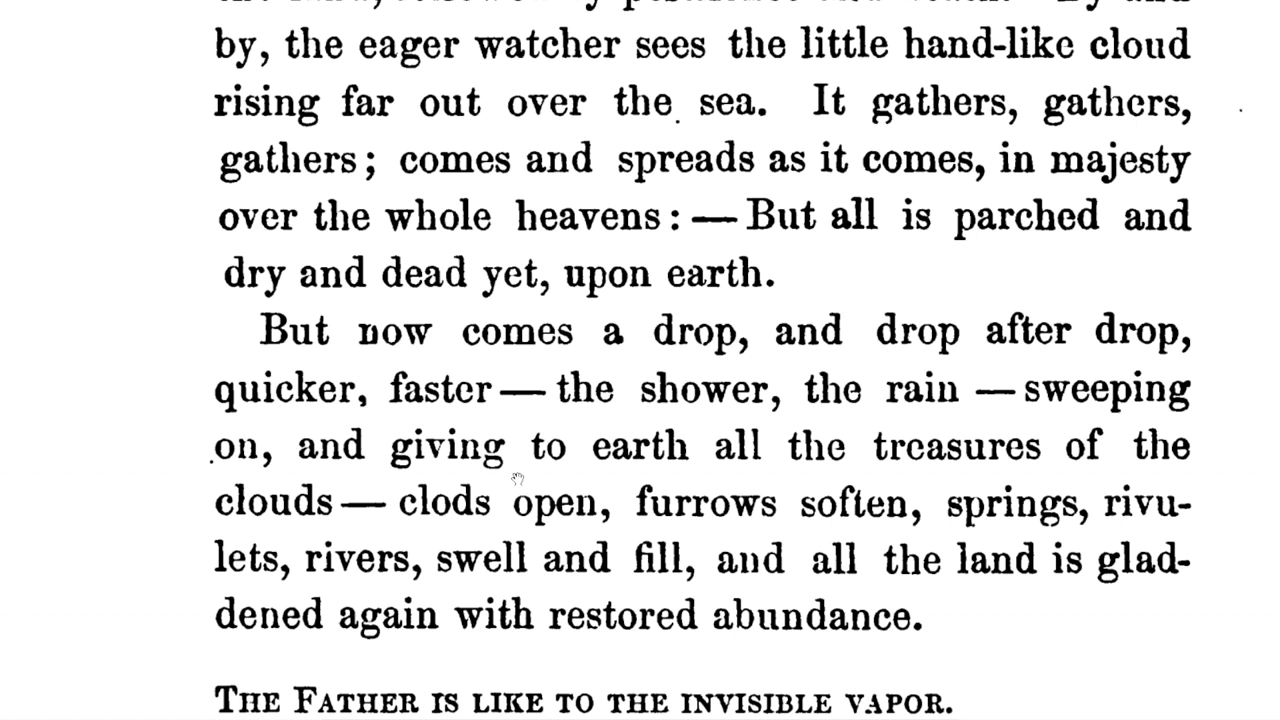 by, the eager watcher sees the little hand-like cloud
rising far out over the sea. It gathers, gathers,
gathers; comes and spreads as it comes, in majesty
over the whole heavens: — But all is parched and
dry and dead yet, upon earth.
But now comes a drop, and drop after drop,
quicker, faster — the shower, the rain — sweeping
on, and giving to earth all the treasures of the
clouds — clods open, furrows soften, springs, rivu-
lets, rivers, swell and fill, and all the land is glad-
dened again with restored abundance.
THE FATHER IS LIKE TO THE INVISIBLE VAPOR.